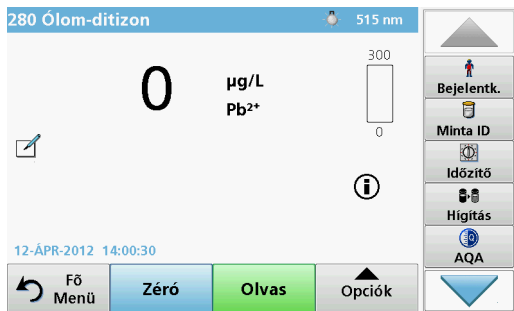 280 Ólom-ditizon
515 nm
0
µg/L
Pb²⁺
300
0
12-ÁPR-2012 14:00:30
Fõ Menü
Zéró
Olvas
Opciók
Bejelentk.
Minta ID
Időzítő
Hígítás
AQA